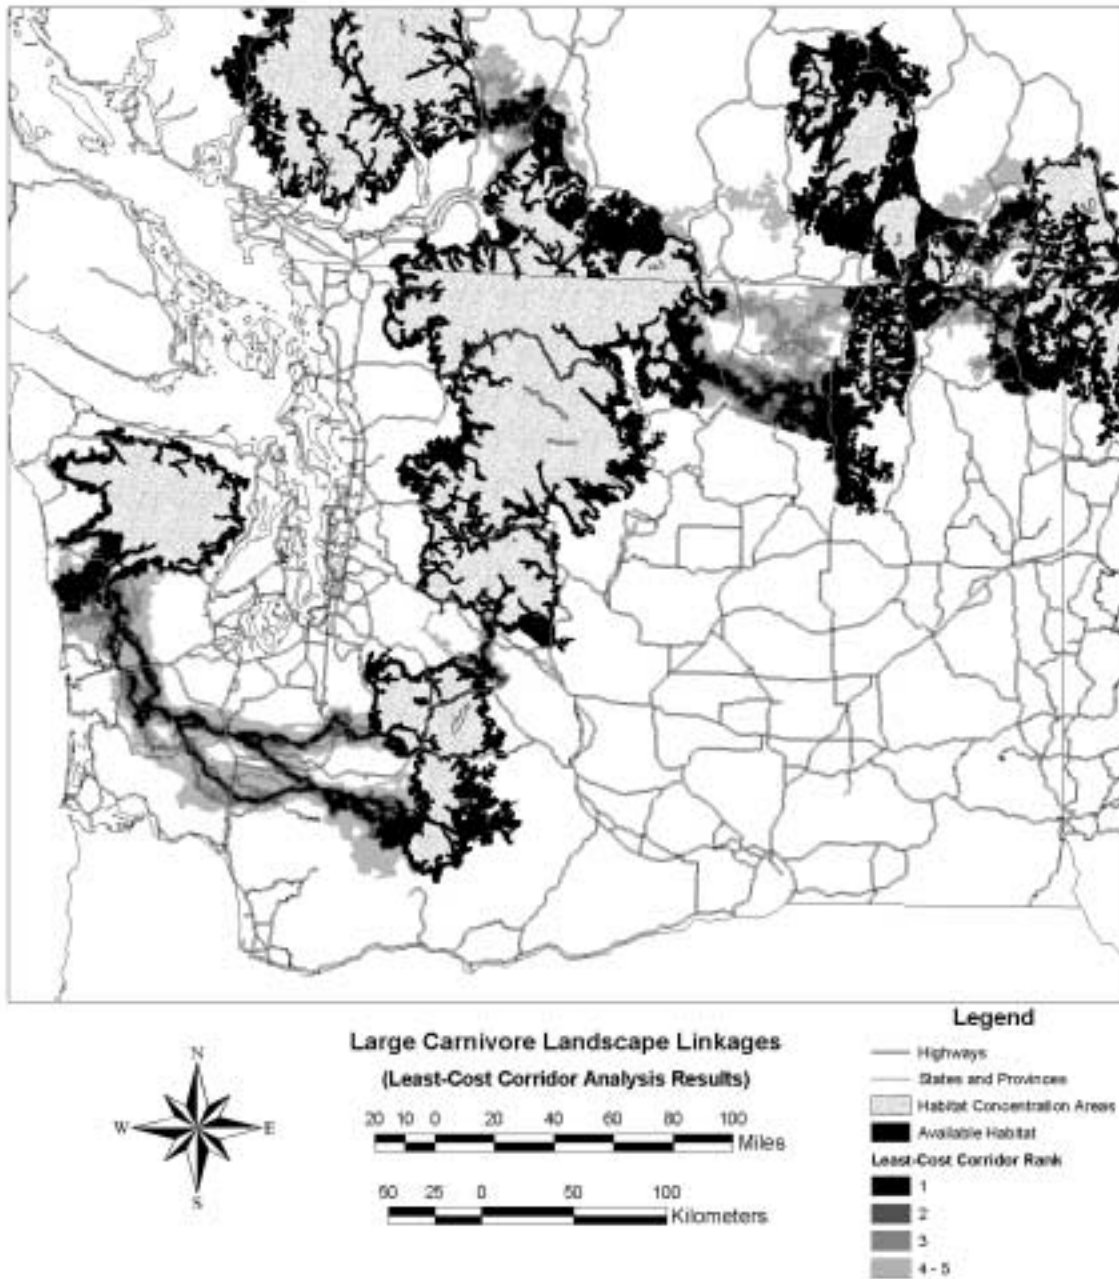 Legend
Highways
States and Provinces
Habitat Concentration Areas
Available Habitat
Least-Cost Corridor Rank
1
2
3
4 - 5
Large Carnivore Landscape Linkages
(Least-Cost Corridor Analysis Results)
20 10 0 20 40 60 80 100
Miles
50 25 0 50 100
Kilometers
N
W E
S